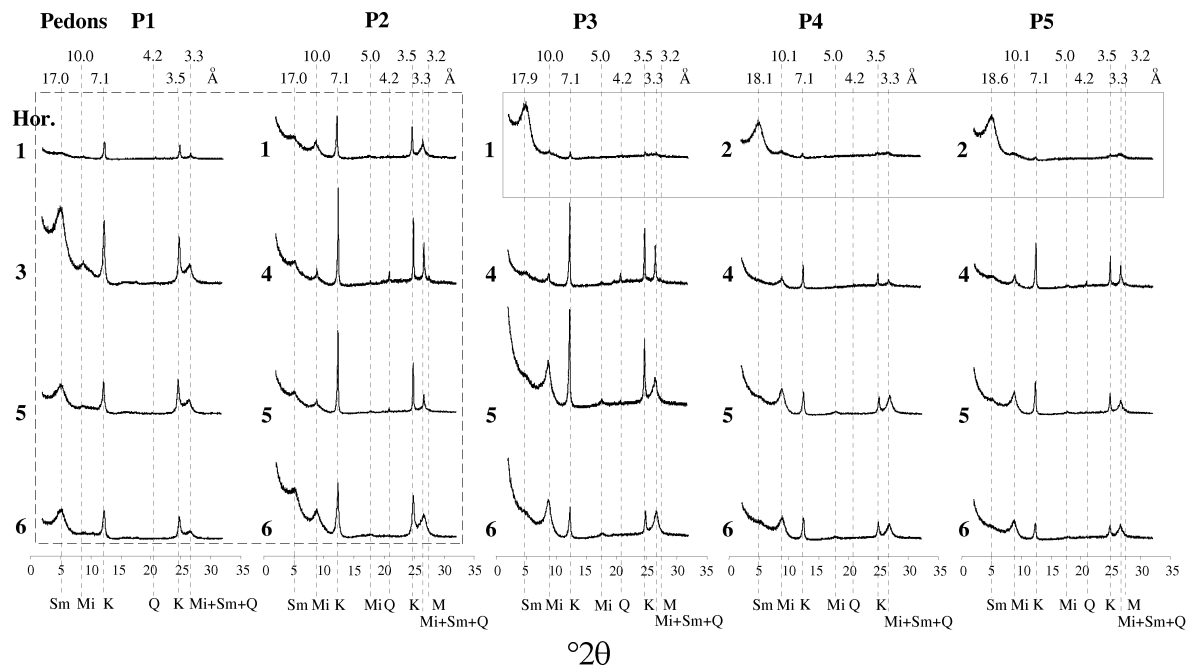 Pedons P1 P2 P3 P4 P5
10.0 4.2 3.3 10.0 5.0 3.5 3.2 10.0 5.0 3.5 3.2 10.1 5.0 3.5 10.1 5.0 3.5 3.2
17.0 7.1 3.5 Å 17.0 7.1 4.2 3.3 Å 17.9 7.1 4.2 3.3 Å 18.1 7.1 4.2 3.3 Å 18.6 7.1 4.2 3.3 Å
Hor.
1 1 1 2 2
3 4 4 4 4
5 5 5 5 5
6 6 6 6 6
0 5 10 15 20 25 30 35 0 5 10 15 20 25 30 35 0 5 10 15 20 25 30 35 0 5 10 15 20 25 30 35 0 5 10 15 20 25 30 35
Sm Mi K Q K Mi+Sm+Q Sm Mi K Mi Q K M Sm Mi K Mi Q K M Sm Mi K Mi Q K Sm Mi K Mi Q K M
Mi+Sm+Q Mi+Sm+Q Mi+Sm+Q Mi+Sm+Q
°2θ